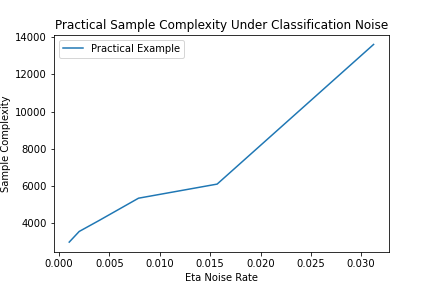 Practical Sample Complexity Under Classification Noise
Practical Example
14000
12000
10000
8000
6000
4000
Sample Complexity
0.000 0.005 0.010 0.015 0.020 0.025 0.030
Eta Noise Rate